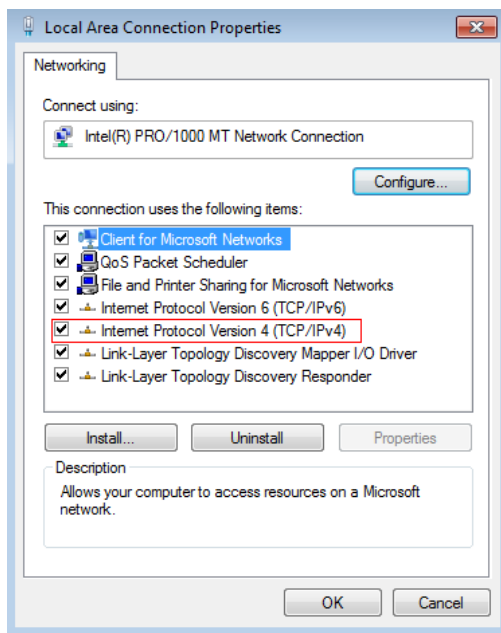 Local Area Connection Properties
Networking
Connect using:
Intel(R) PRO/1000 MT Network Connection
Configure...
This connection uses the following items:
Client for Microsoft Networks
QoS Packet Scheduler
File and Printer Sharing for Microsoft Networks
Internet Protocol Version 6 (TCP/IPv6)
Internet Protocol Version 4 (TCP/IPv4)
Link-Layer Topology Discovery Mapper I/O Driver
Link-Layer Topology Discovery Responder
Install... Uninstall Properties
Description
Allows your computer to access resources on a Microsoft
network.
OK Cancel